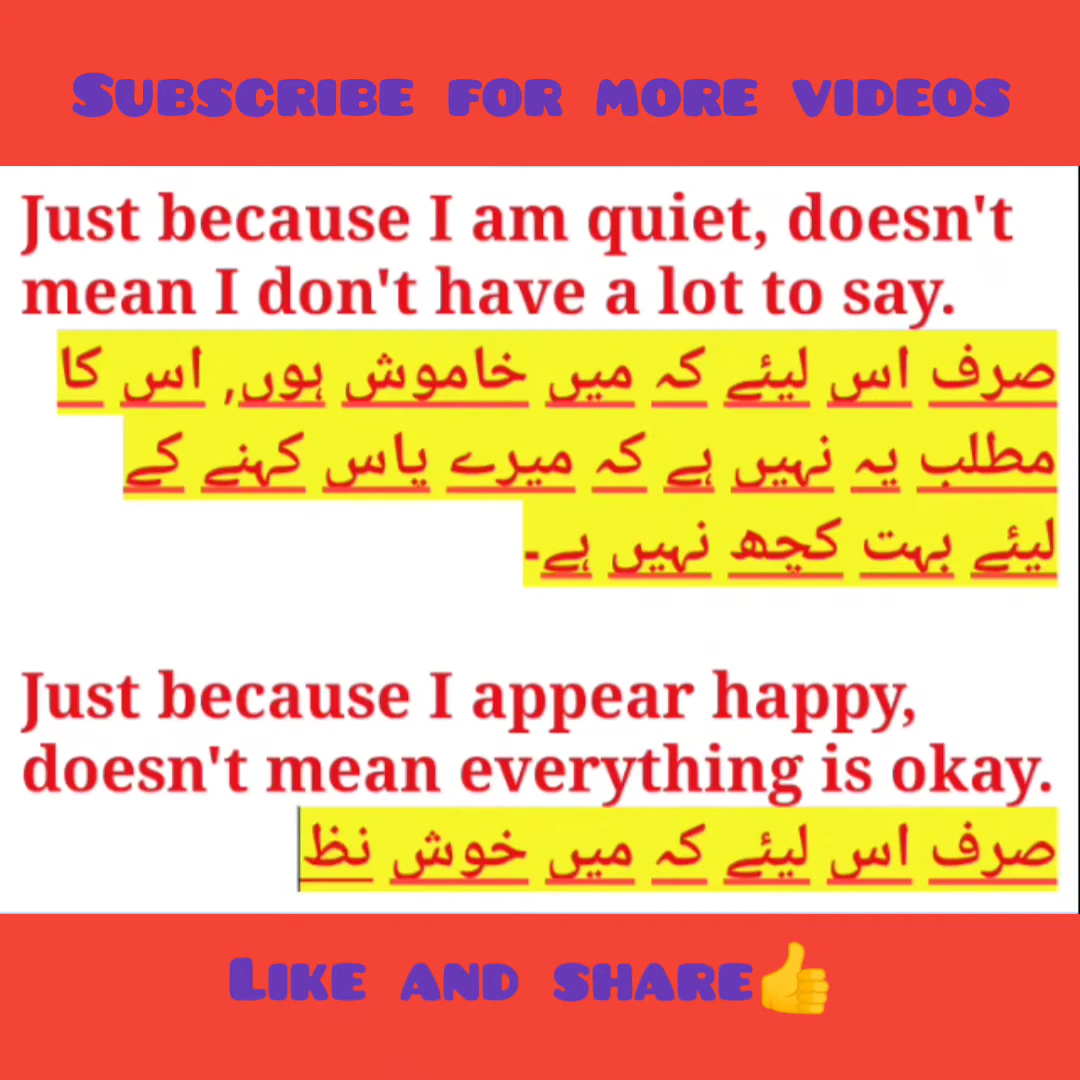 Subscribe for more videos
Just because I am quiet, doesn't
mean I don't have a lot to say.
صرف اس لیئے کہ میں خاموش ہوں, اس کا
مطلب یہ نہیں ہے کہ میرے پاس کہنے کے
لیئے بہت کچھ نہیں ہے۔
Just because I appear happy,
doesn't mean everything is okay.
صرف اس لیئے کہ میں خوش نظ
Like and share👍